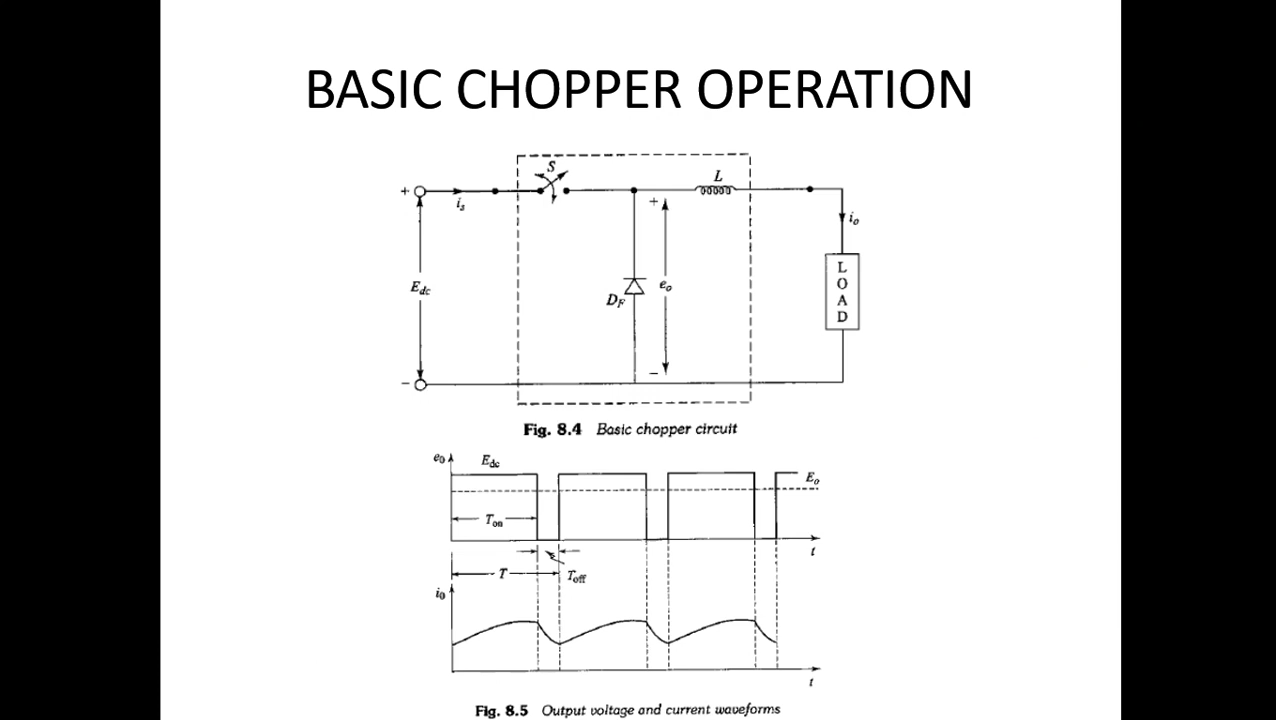 BASIC CHOPPER OPERATION
S
L
+
i_s
+
i_o
E_dc
D_F
e_o
LOAD
−
−
Fig. 8.4 Basic chopper circuit
e_0
E_dc
E_o
T_on
t
T
T_off
i_0
t
Fig. 8.5 Output voltage and current waveforms